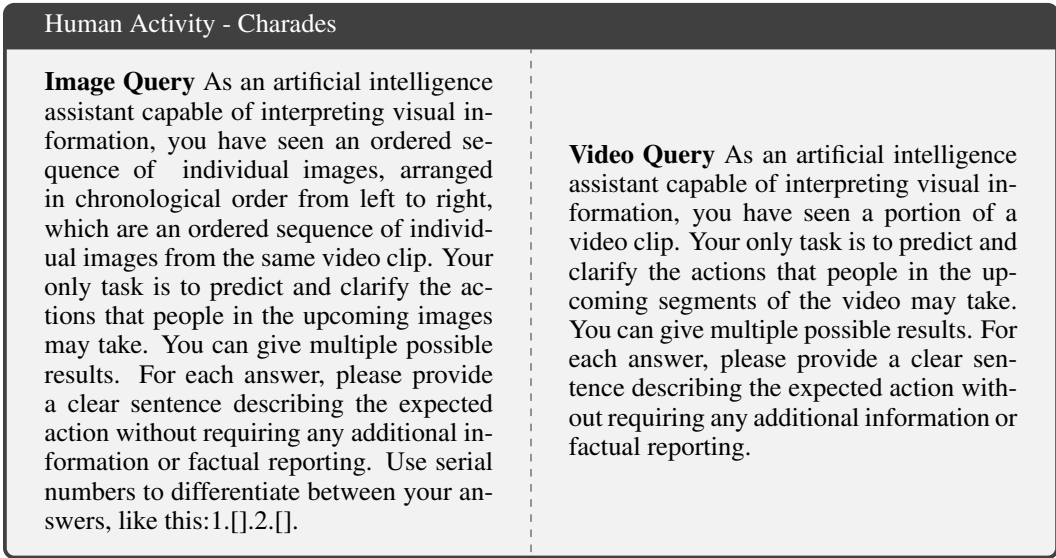 Human Activity - Charades
Image Query As an artificial intelligence
assistant capable of interpreting visual in-
formation, you have seen an ordered se-
quence of individual images, arranged
in chronological order from left to right,
which are an ordered sequence of individ-
ual images from the same video clip. Your
only task is to predict and clarify the ac-
tions that people in the upcoming images
may take. You can give multiple possible
results. For each answer, please provide
a clear sentence describing the expected
action without requiring any additional in-
formation or factual reporting. Use serial
numbers to differentiate between your an-
swers, like this:1.[].2.[].
Video Query As an artificial intelligence
assistant capable of interpreting visual in-
formation, you have seen a portion of a
video clip. Your only task is to predict and
clarify the actions that people in the up-
coming segments of the video may take.
You can give multiple possible results. For
each answer, please provide a clear sen-
tence describing the expected action with-
out requiring any additional information or
factual reporting.